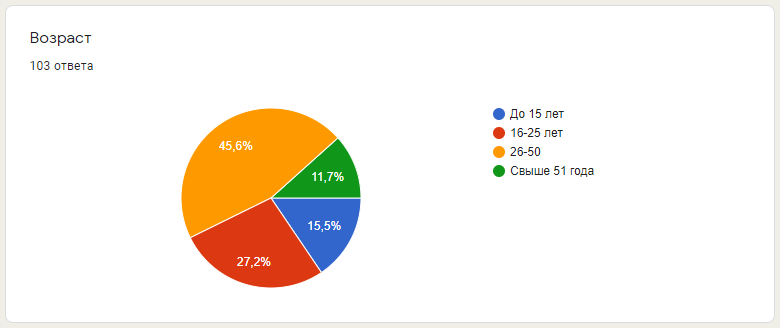 Возраст
103 ответа
До 15 лет
16-25 лет
26-50
Свыше 51 года
45,6%
11,7%
15,5%
27,2%